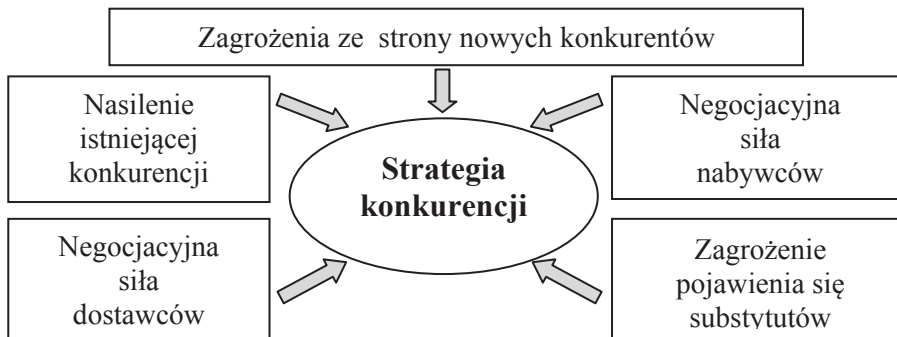 Zagrożenia ze strony nowych konkurentów
Nasilenie
istniejącej
konkurencji
Negocjacyjna
siła
nabywców
Strategia
konkurencji
Negocjacyjna
siła
dostawców
Zagrożenie
pojawienia się
substytutów